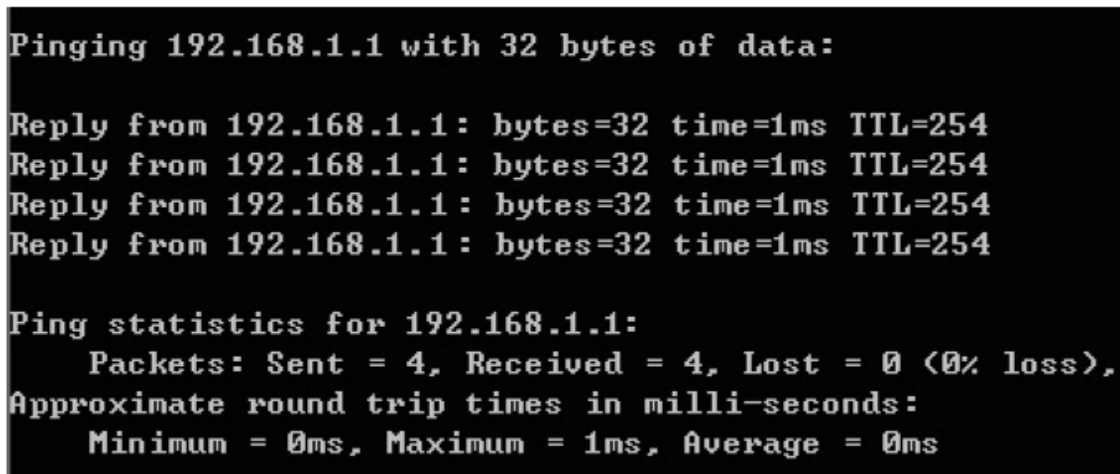 Pinging 192.168.1.1 with 32 bytes of data:
Reply from 192.168.1.1: bytes=32 time=1ms TTL=254
Reply from 192.168.1.1: bytes=32 time=1ms TTL=254
Reply from 192.168.1.1: bytes=32 time=1ms TTL=254
Reply from 192.168.1.1: bytes=32 time=1ms TTL=254
Ping statistics for 192.168.1.1:
Packets: Sent = 4, Received = 4, Lost = 0 (0% loss),
Approximate round trip times in milli-seconds:
Minimum = 0ms, Maximum = 1ms, Average = 0ms